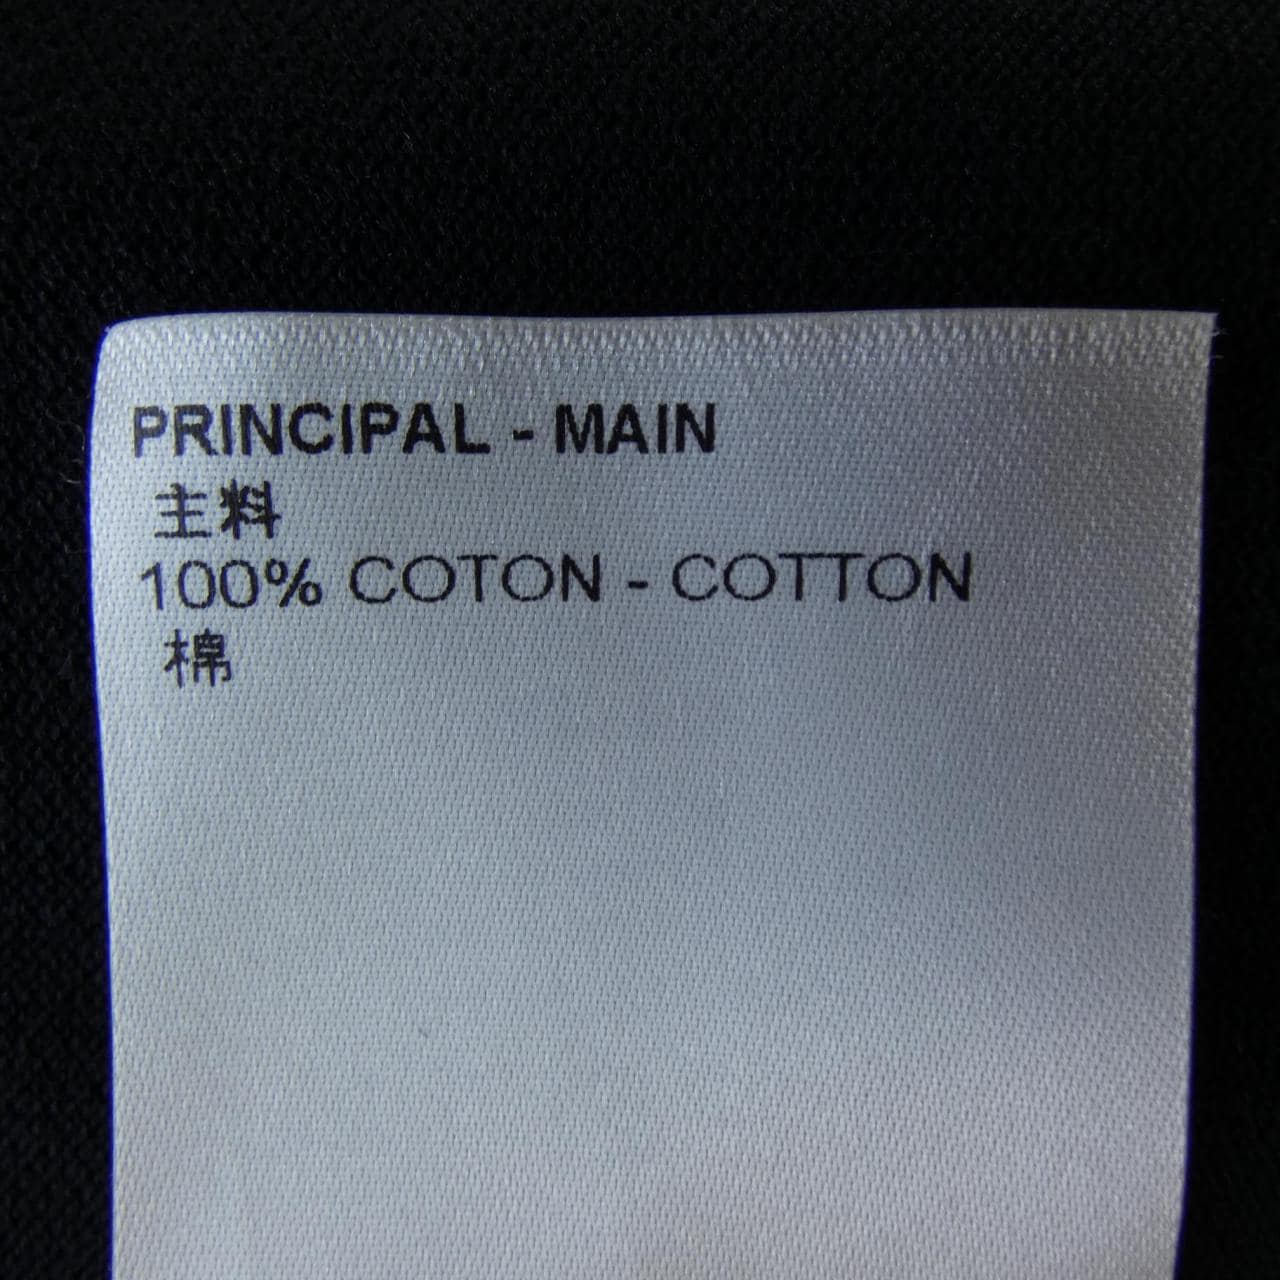 PRINCIPAL - MAIN
主料
100% COTON - COTTON
棉